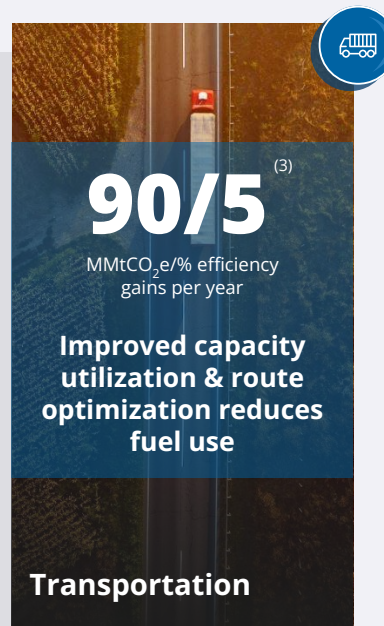 90/5 (3)
MMtCO₂e/% efficiency
gains per year
Improved capacity
utilization & route
optimization reduces
fuel use
Transportation